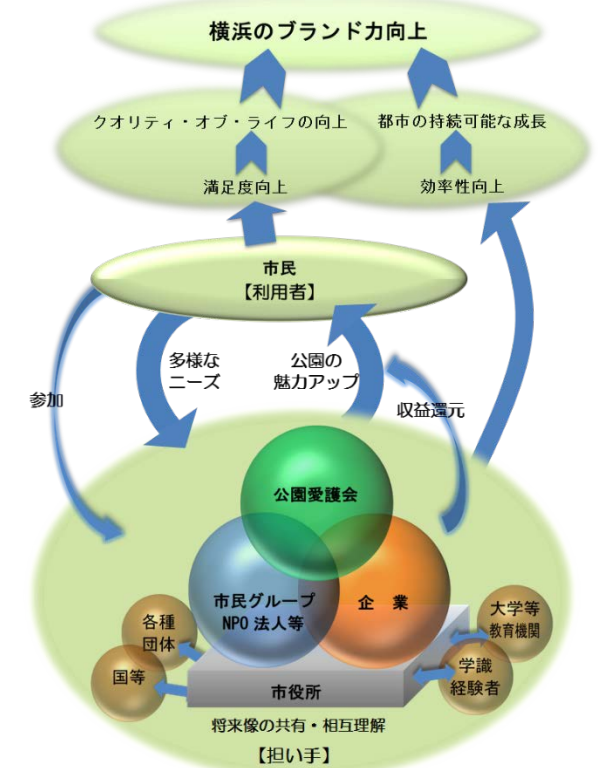 横浜のブランド力向上
クオリティ・オブ・ライフの向上
都市の持続可能な成長
満足度向上
効率性向上
市民
【利用者】
多様な
ニーズ
公園の
魅力アップ
参加
収益還元
公園愛護会
市民グループ
NPO法人等
企 業
各種
団体
国等
大学等
教育機関
学識
経験者
市役所
将来像の共有・相互理解
【担い手】